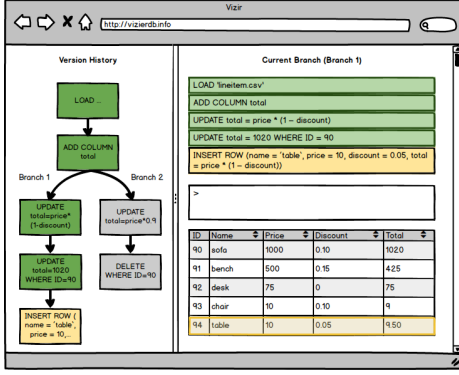 Vizir
http://vizierdb.info
Version History
LOAD ...
ADD COLUMN
total
Branch 1
Branch 2
UPDATE
total=price*
(1-discount)
UPDATE
total=price*0.9
UPDATE
total=1020
WHERE ID=90
DELETE
WHERE ID=90
INSERT ROW (
name = 'table',
price = 10,...
Current Branch (Branch 1)
LOAD 'lineitem.csv'
ADD COLUMN total
UPDATE total = price * (1 – discount)
UPDATE total = 1020 WHERE ID = 90
INSERT ROW (name = 'table', price = 10, discount = 0.05, total
= price * (1 – discount))
>
ID Name Price Discount Total
90 sofa 1000 0.10 1020
91 bench 500 0.15 425
92 desk 75 0 75
93 chair 10 0.10 9
94 table 10 0.05 9.50